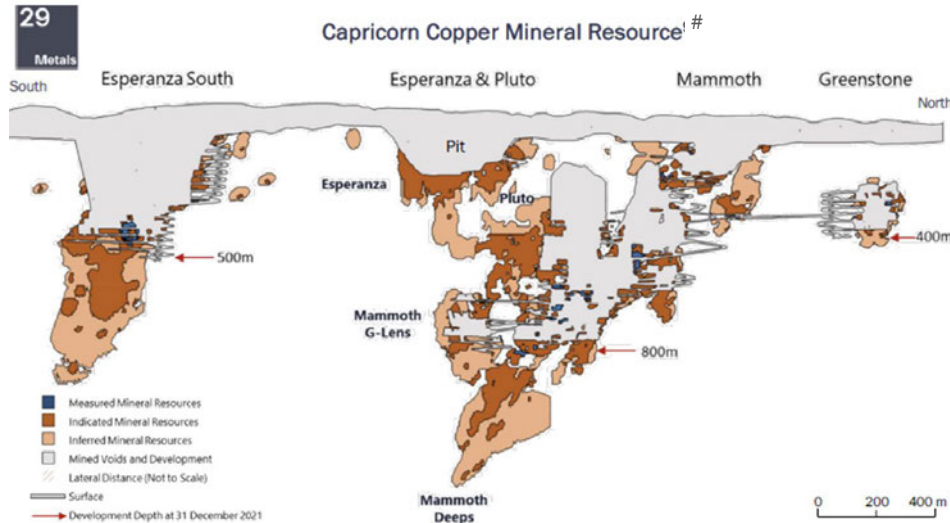 29
Metals
Capricorn Copper Mineral Resource #
Esperanza South
Esperanza & Pluto
Mammoth
Greenstone
South
North
Pit
Esperanza
Pluto
400m
500m
Mammoth
G-Lens
800m
Measured Mineral Resources
Indicated Mineral Resources
Inferred Mineral Resources
Mined Voids and Development
Lateral Distance (Not to Scale)
Surface
Development Depth at 31 December 2021
Mammoth
Deeps
0 200 400 m